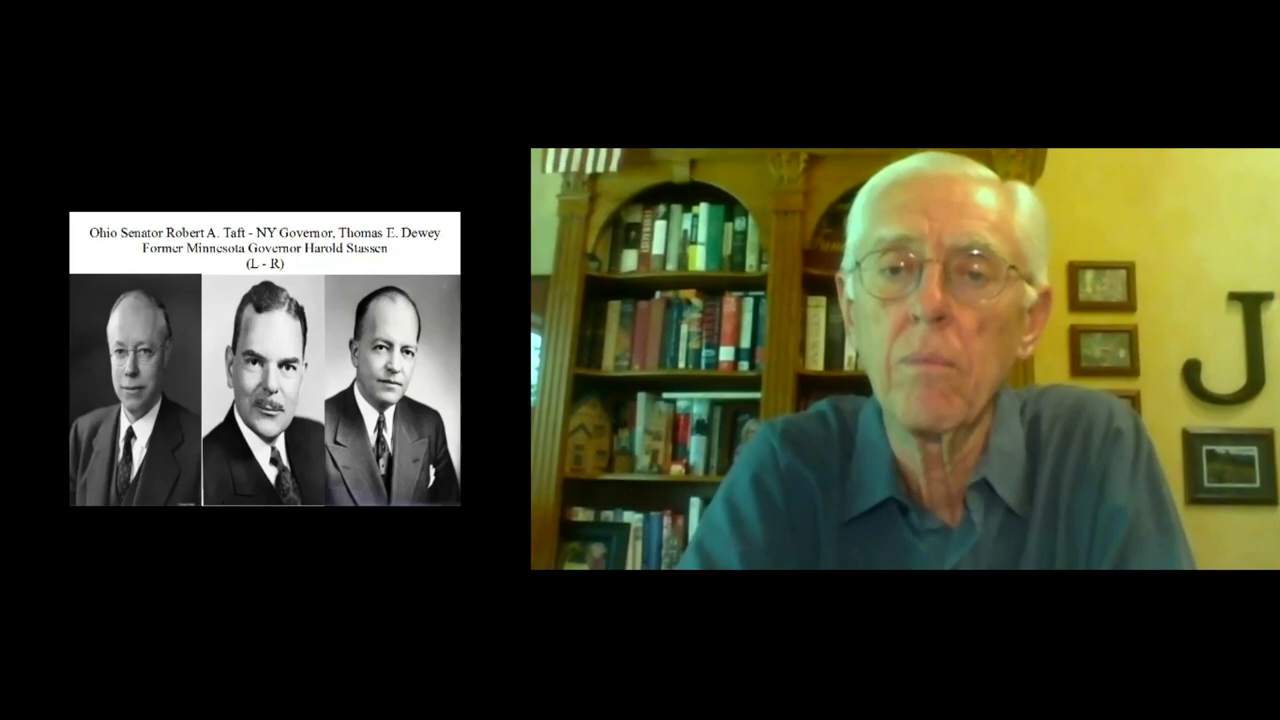 Ohio Senator Robert A. Taft - NY Governor, Thomas E. Dewey
Former Minnesota Governor Harold Stassen
(L - R)
J